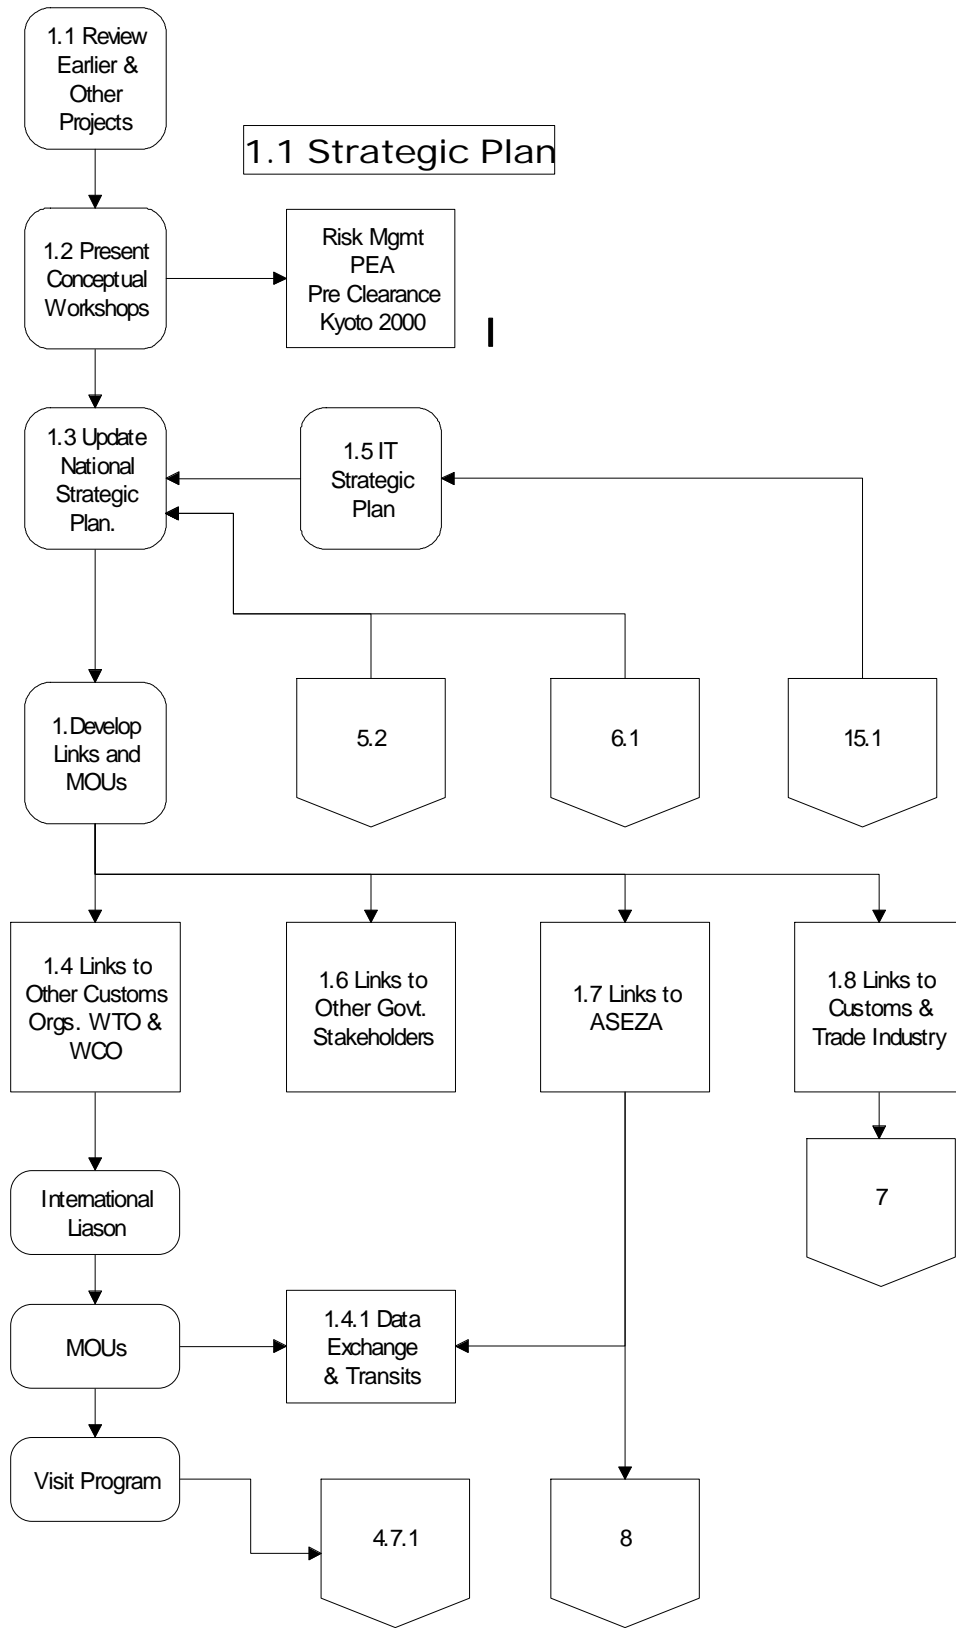 1.1 Review
Earlier &
Other
Projects
1.1 Strategic Plan
1.2 Present
Conceptual
Workshops
Risk Mgmt
PEA
Pre Clearance
Kyoto 2000
1.3 Update
National
Strategic
Plan.
1.5 IT
Strategic
Plan
1.Develop
Links and
MOUs
5.2
6.1
15.1
1.4 Links to
Other Customs
Orgs. WTO &
WCO
1.6 Links to
Other Govt.
Stakeholders
1.7 Links to
ASEZA
1.8 Links to
Customs &
Trade Industry
International
Liason
7
MOUs
1.4.1 Data
Exchange
& Transits
Visit Program
4.7.1
8